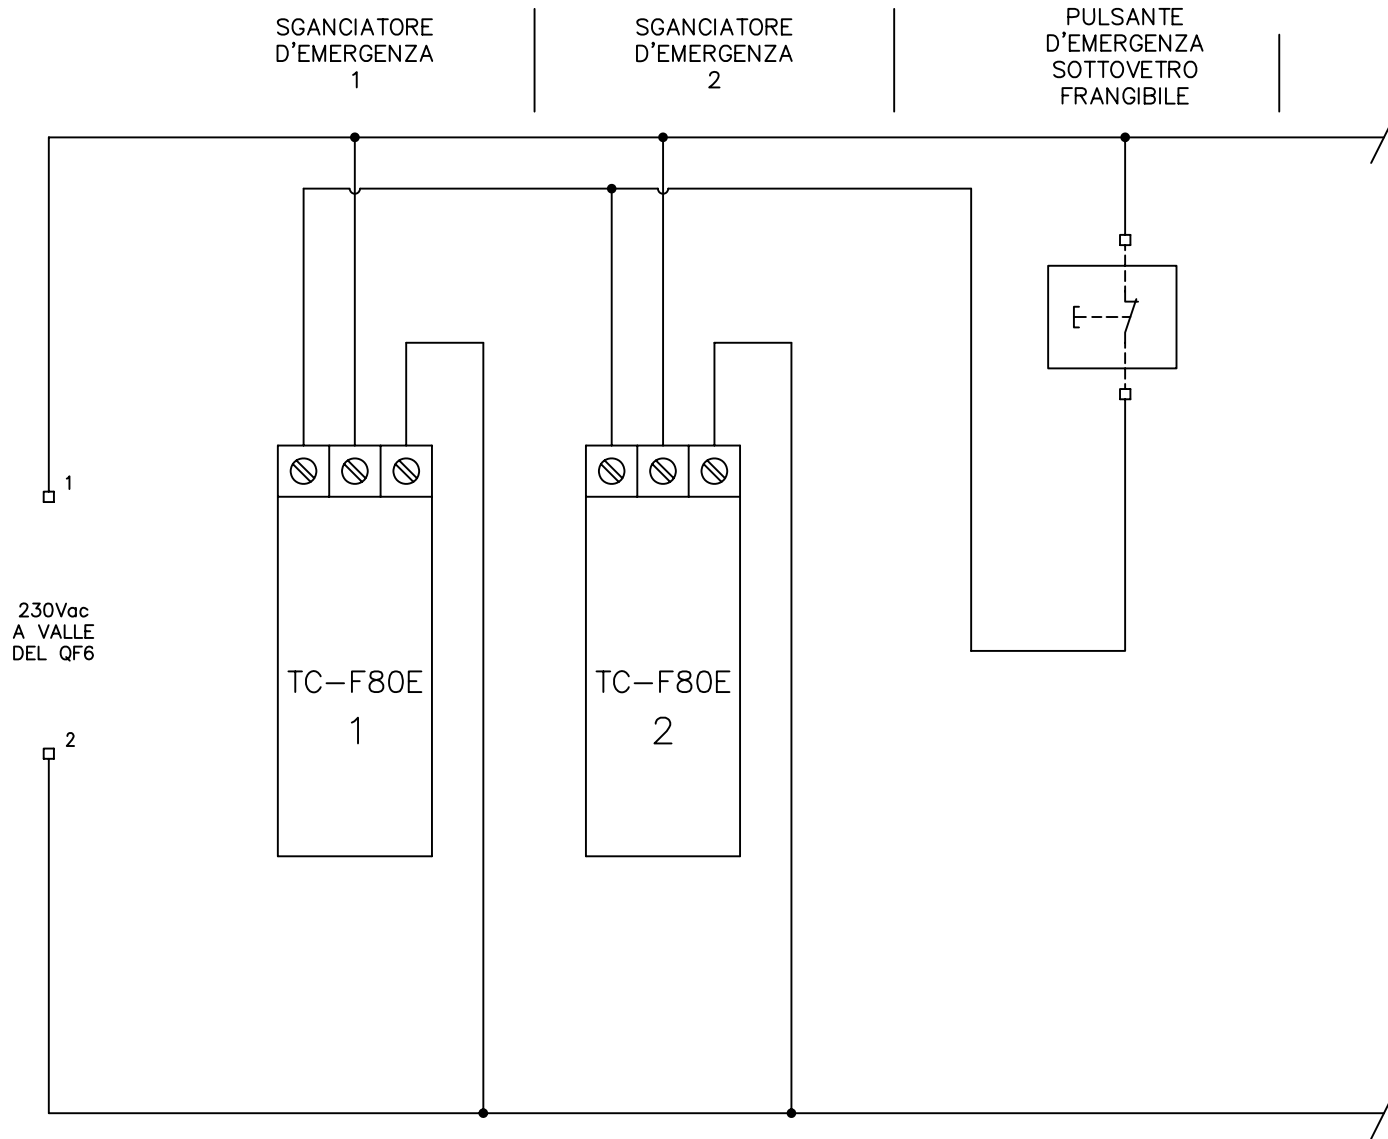 SGANCIATORE
D'EMERGENZA
1
SGANCIATORE
D'EMERGENZA
2
PULSANTE
D'EMERGENZA
SOTTOVETRO
FRANGIBILE
1
230Vac
A VALLE
DEL QF6
2
TC-F80E
1
TC-F80E
2